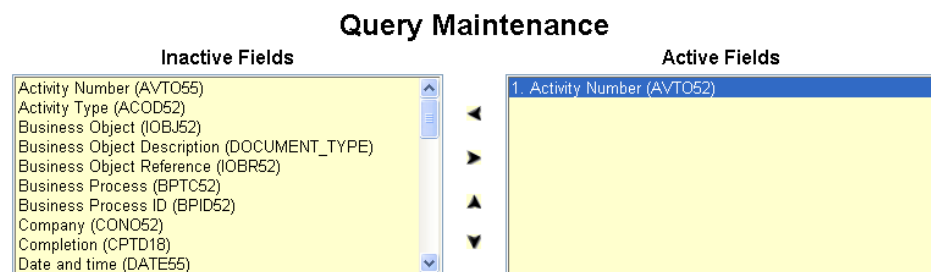 Query Maintenance
Inactive Fields
Active Fields
Activity Number (AVTO55)
Activity Type (ACOD52)
Business Object (IOBJ52)
Business Object Description (DOCUMENT_TYPE)
Business Object Reference (IOBR52)
Business Process (BPTC52)
Business Process ID (BPID52)
Company (CONO52)
Completion (CPTD18)
Date and time (DATE55)
1. Activity Number (AVTO52)